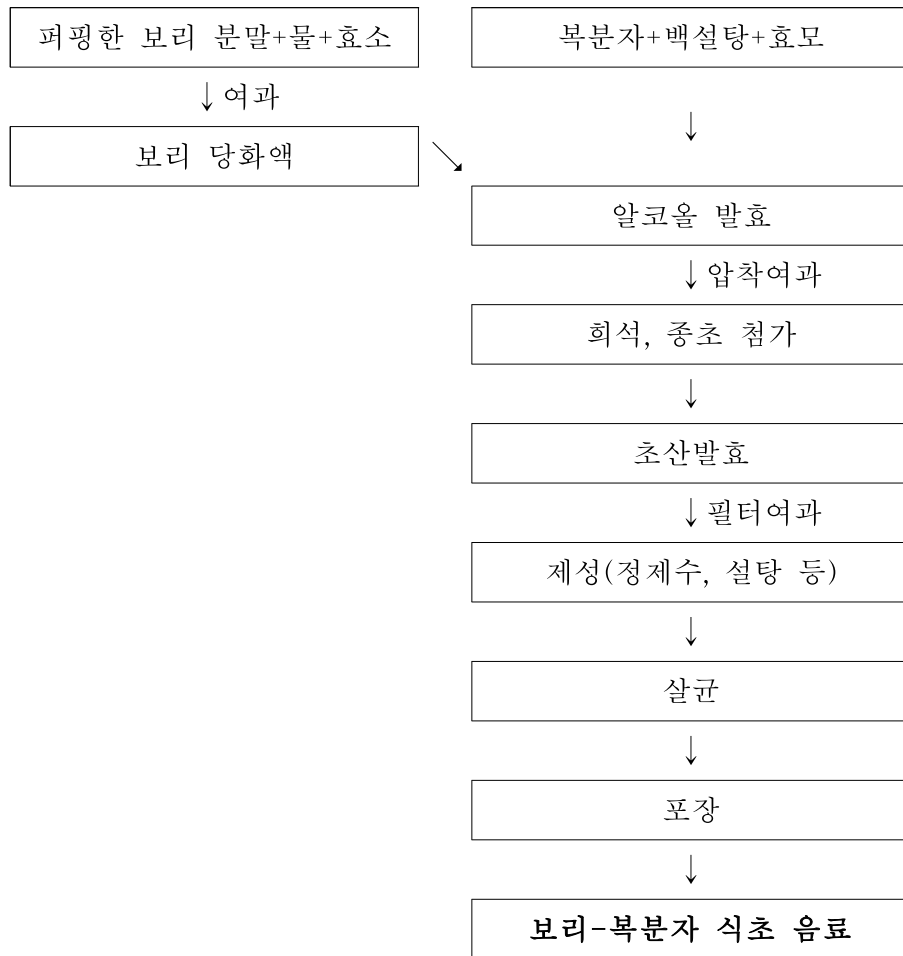 퍼핑한 보리 분말+물+효소
복분자+백설탕+효모
↓여과
↓
보리 당화액
↘
알코올 발효
↓압착여과
희석, 종초 첨가
↓
초산발효
↓필터여과
제성(정제수, 설탕 등)
↓
살균
↓
포장
↓
보리-복분자 식초 음료